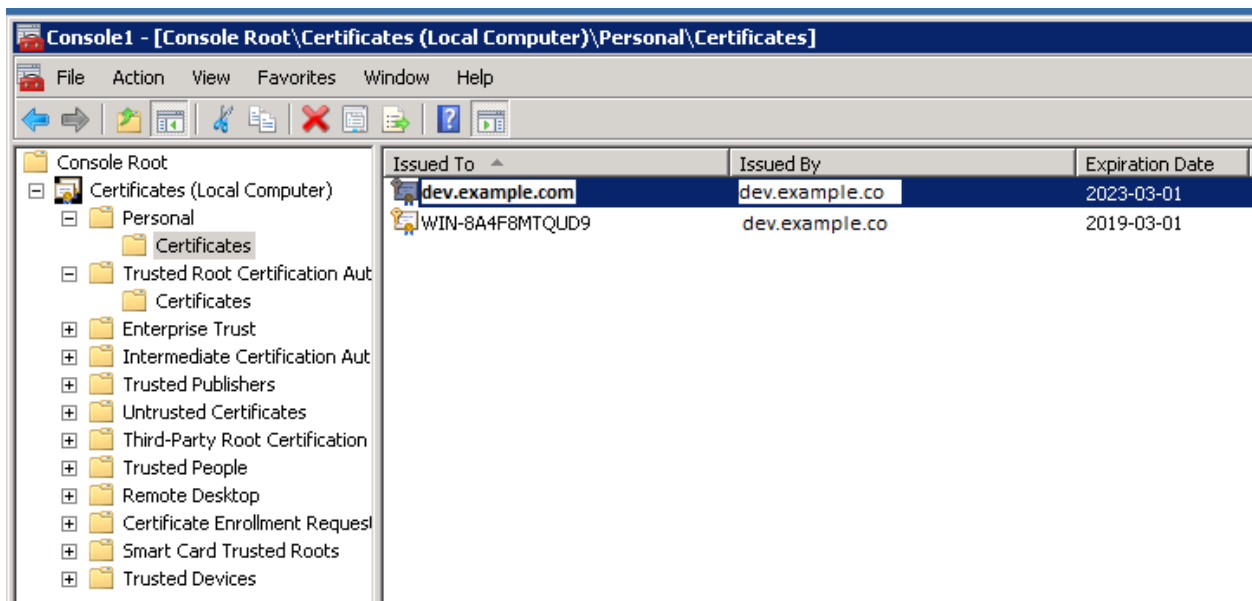 Console1 - [Console Root\Certificates (Local Computer)\Personal\Certificates]
File Action View Favorites Window Help
Console Root
Certificates (Local Computer)
Personal
Certificates
Trusted Root Certification Aut
Certificates
Enterprise Trust
Intermediate Certification Aut
Trusted Publishers
Untrusted Certificates
Third-Party Root Certification
Trusted People
Remote Desktop
Certificate Enrollment Request
Smart Card Trusted Roots
Trusted Devices
Issued To Issued By Expiration Date
dev.example.com dev.example.co 2023-03-01
WIN-8A4F8MTQUD9 dev.example.co 2019-03-01